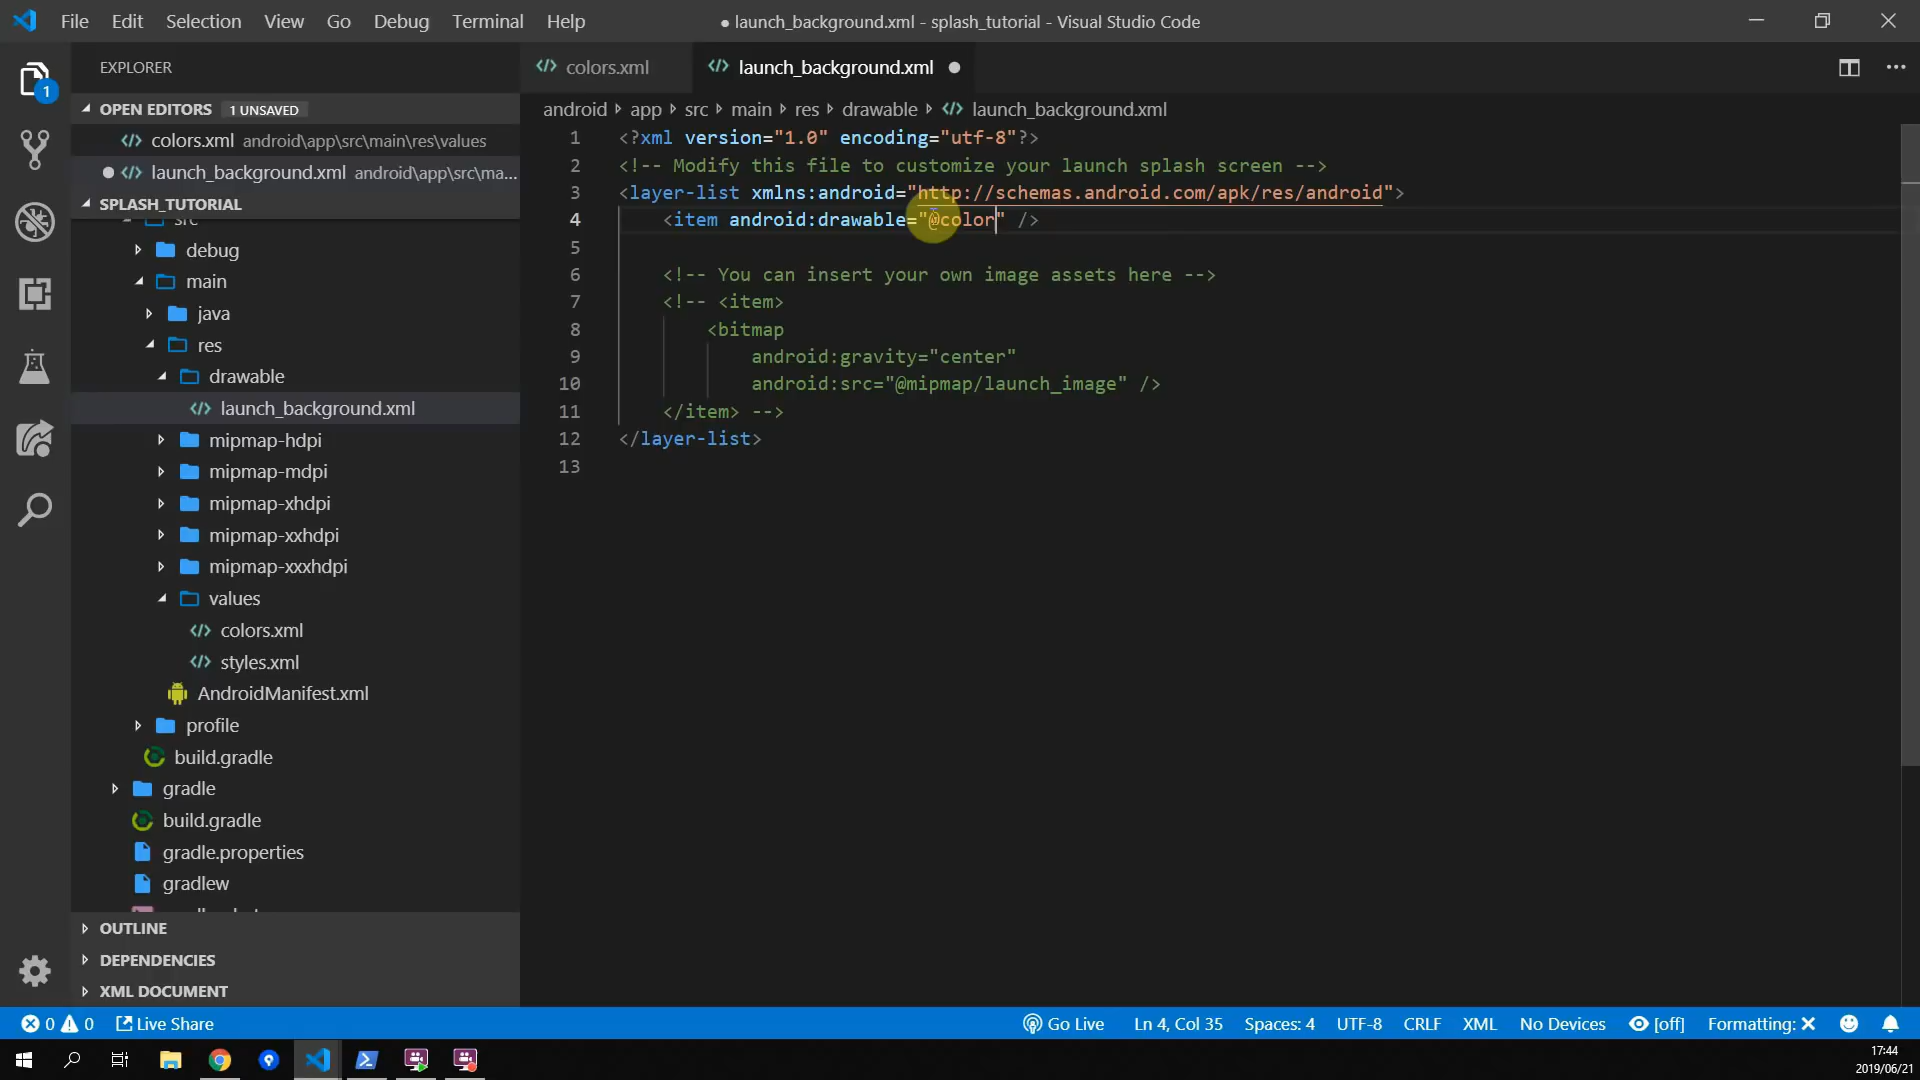 File Edit Selection View Go Debug Terminal Help
● launch_background.xml - splash_tutorial - Visual Studio Code
EXPLORER
1
OPEN EDITORS 1 UNSAVED
colors.xml android\app\src\main\res\values
launch_background.xml android\app\src\ma...
SPLASH_TUTORIAL
src
debug
main
java
res
drawable
launch_background.xml
mipmap-hdpi
mipmap-mdpi
mipmap-xhdpi
mipmap-xxhdpi
mipmap-xxxhdpi
values
colors.xml
styles.xml
AndroidManifest.xml
profile
build.gradle
gradle
build.gradle
gradle.properties
gradlew
OUTLINE
DEPENDENCIES
XML DOCUMENT
colors.xml launch_background.xml
android app src main res drawable launch_background.xml
1 <?xml version="1.0" encoding="utf-8"?>
2 <!-- Modify this file to customize your launch splash screen -->
3 <layer-list xmlns:android="http://schemas.android.com/apk/res/android">
4 <item android:drawable="@color" />
5
6 <!-- You can insert your own image assets here -->
7 <!-- <item>
8 <bitmap
9 android:gravity="center"
10 android:src="@mipmap/launch_image" />
11 </item> -->
12 </layer-list>
13
0 0 Live Share
Go Live Ln 4, Col 35 Spaces: 4 UTF-8 CRLF XML No Devices [off] Formatting: ✕
17:44
2019/06/21